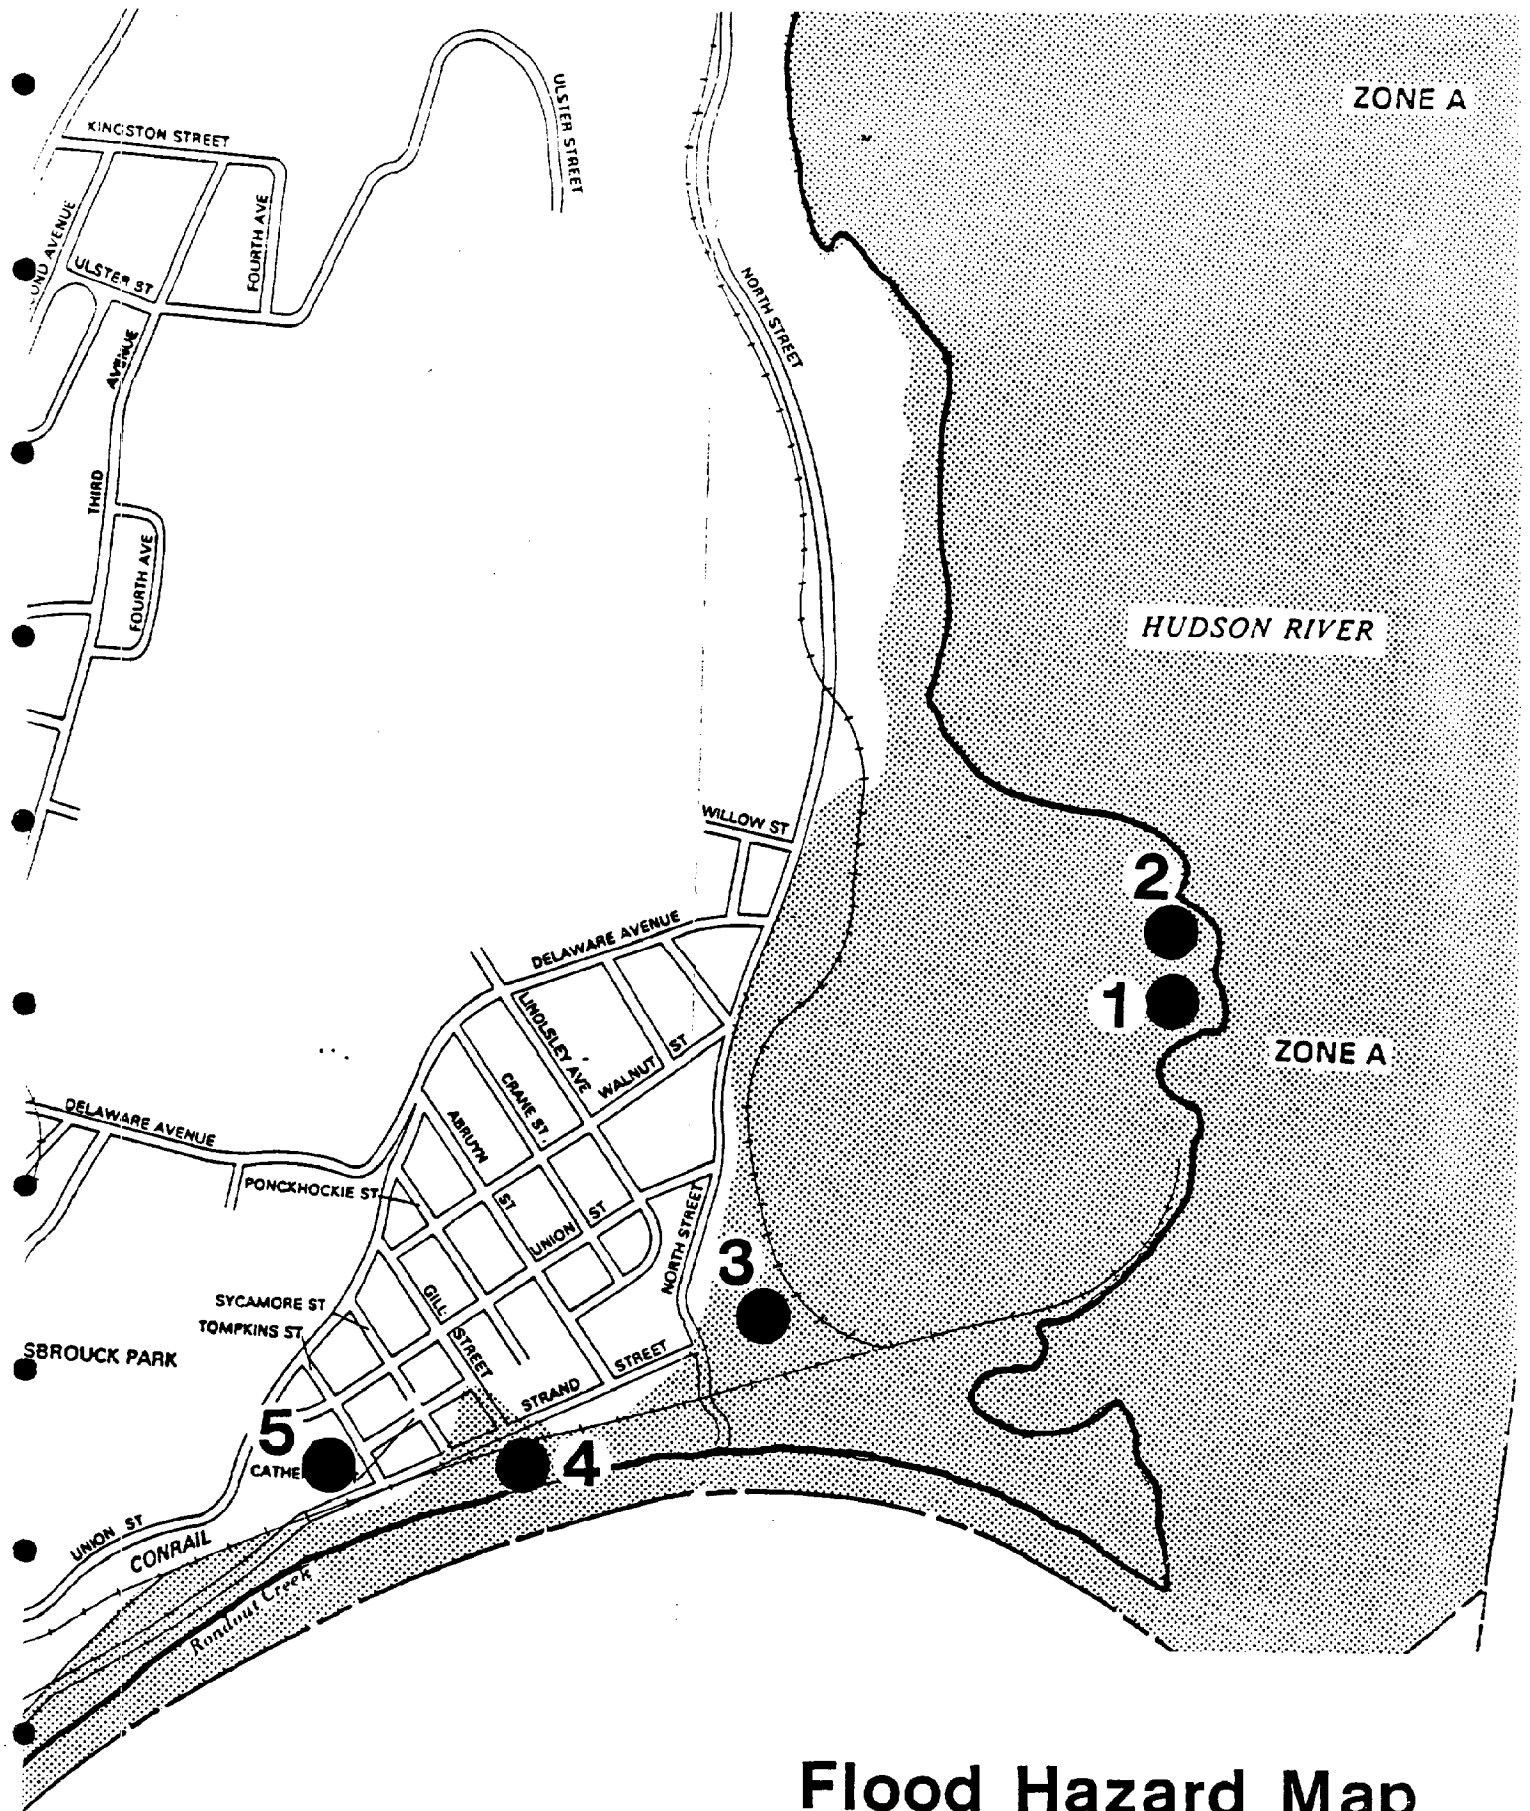 ZONE A
KINGSTON STREET
ULSTER STREET
FOURTH AVE
ULSTER ST
AVENUE
NORTH STREET
THIRD
FOURTH AVE
HUDSON RIVER
WILLOW ST
2
DELAWARE AVENUE
1
LINDLSLEY AVE
WALNUT ST
ZONE A
CRANE ST
DELAWARE AVENUE
ABRUYN ST
PONCKHOCKIE ST
UNION ST
NORTH STREET
3
GILL STREET
SYCAMORE ST
TOMPKINS ST
SBROUCK PARK
STRAND STREET
5
4
CATHE
UNION ST
CONRAIL
Rondout Creek
Flood Hazard Map